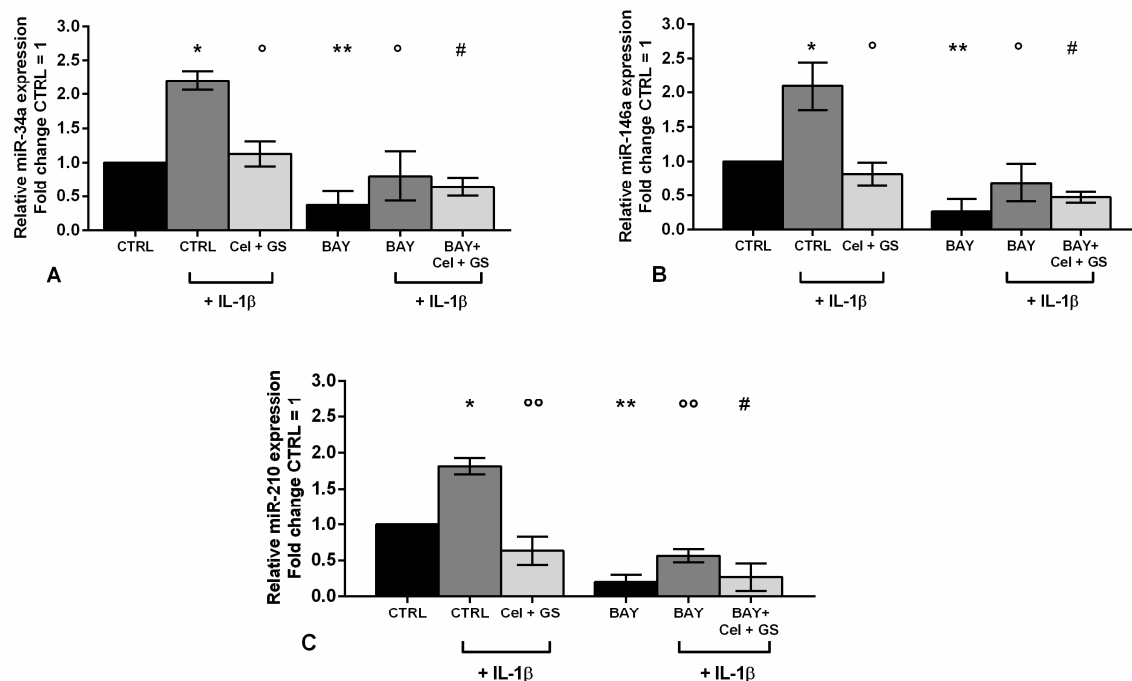 Relative miR-34a expression
Fold change CTRL = 1
3.0
2.5
2.0
1.5
1.0
0.5
0.0
* ° ** ° #
CTRL CTRL Cel + GS BAY BAY BAY+
Cel + GS
A
+ IL-1β + IL-1β
Relative miR-146a expression
Fold change CTRL = 1
3.0
2.5
2.0
1.5
1.0
0.5
0.0
* ° ** ° #
CTRL CTRL Cel + GS BAY BAY BAY+
Cel + GS
B
+ IL-1β + IL-1β
Relative miR-210 expression
Fold change CTRL = 1
3.0
2.5
2.0
1.5
1.0
0.5
0.0
* °° ** °° #
CTRL CTRL Cel + GS BAY BAY BAY+
Cel + GS
C
+ IL-1β + IL-1β